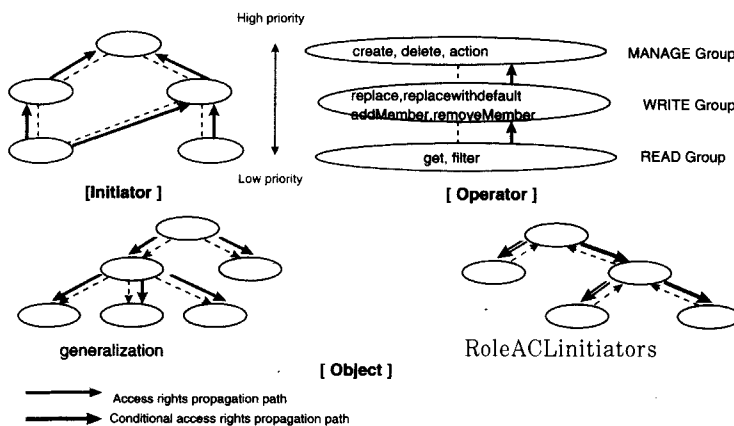 High priority
create, delete, action
MANAGE Group
replace,replacewithdefault
addMember,removeMember
WRITE Group
get, filter
READ Group
Low priority
[Initiator ]
[ Operator ]
generalization
RoleACLinitiators
[ Object ]
Access rights propagation path
Conditional access rights propagation path